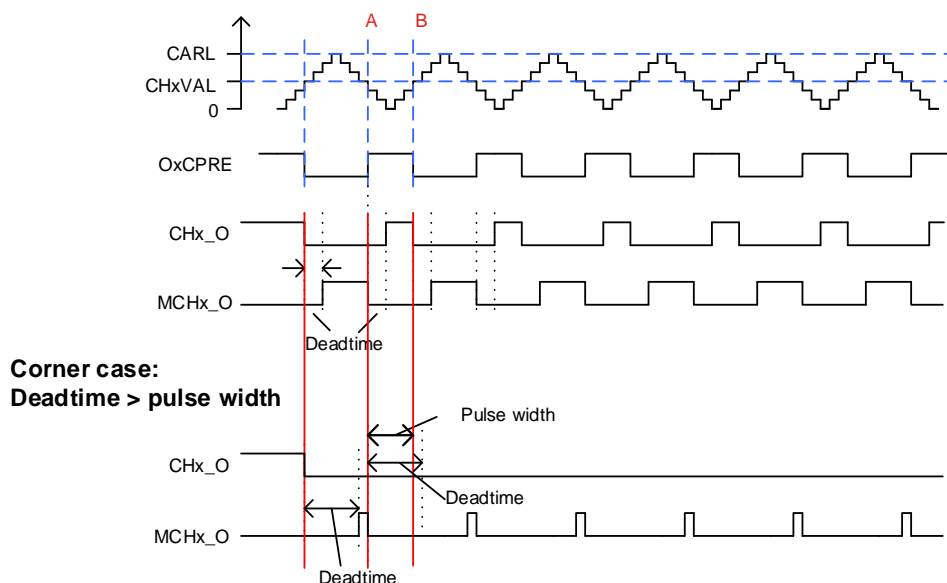 A B
CARL
CHxVAL
0
OxCPRE
CHx_O
MCHx_O
Deadtime
Corner case:
Deadtime > pulse width
Pulse width
CHx_O
Deadtime
MCHx_O
Deadtime